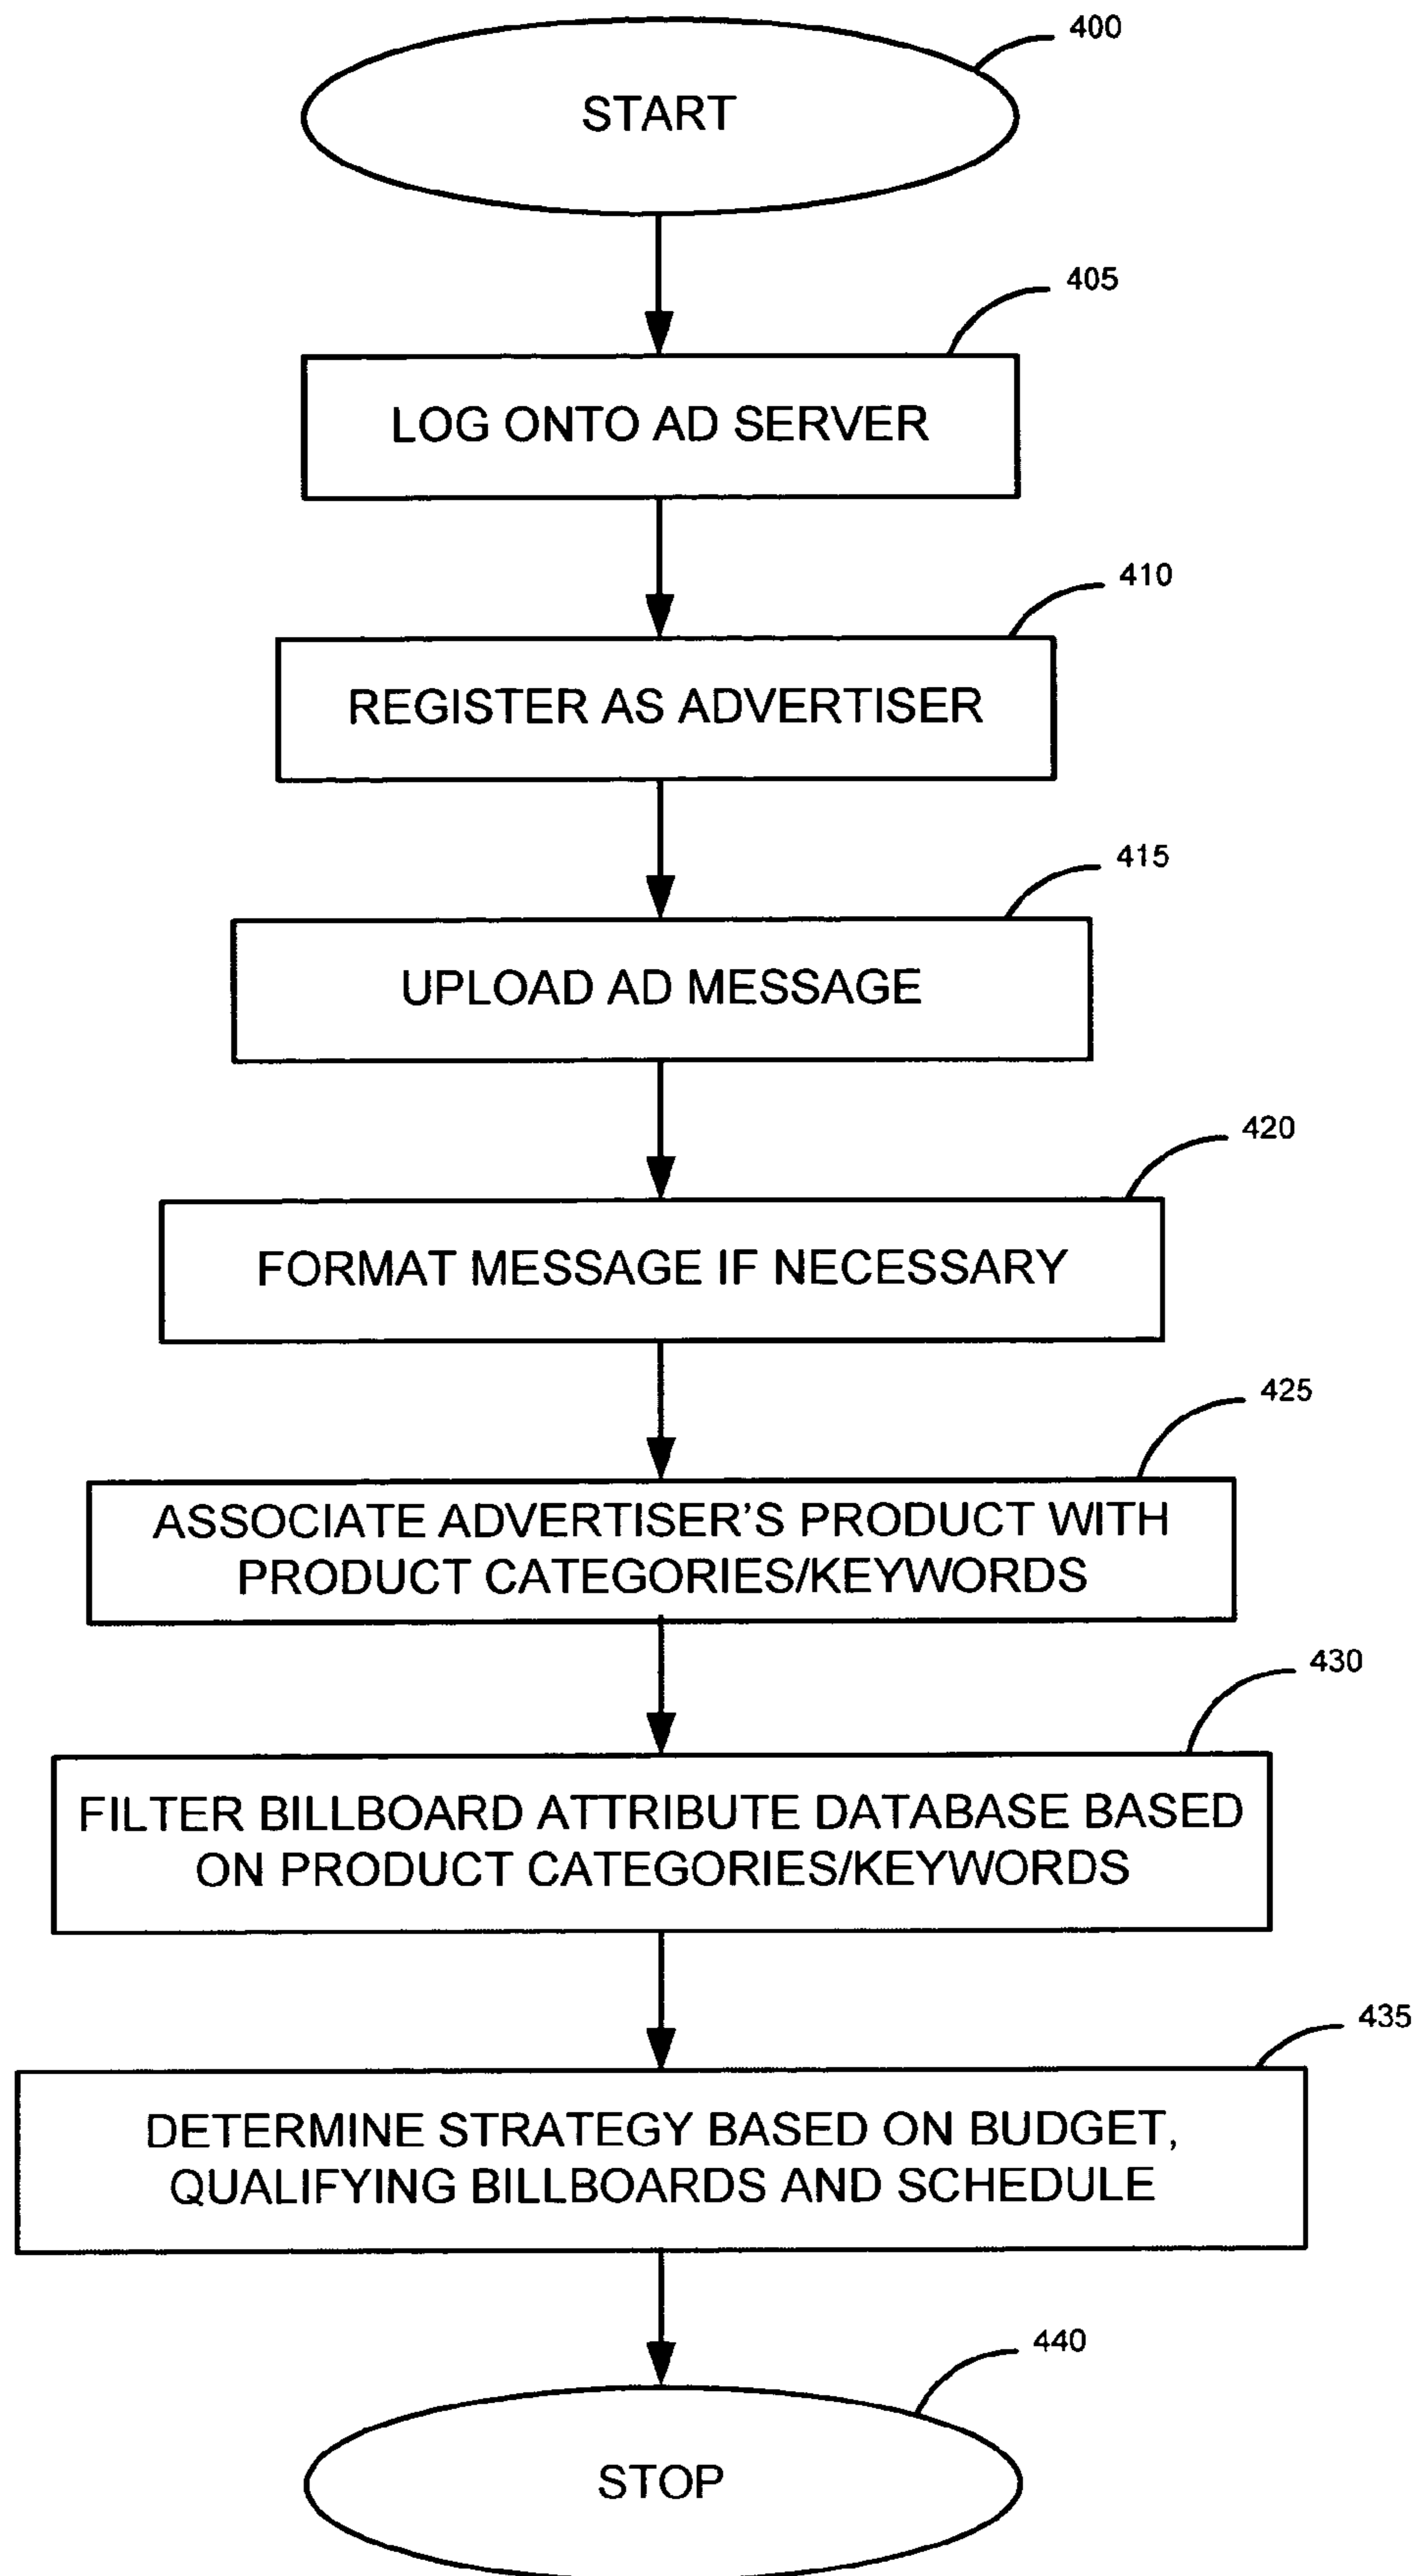 400
START
405
LOG ONTO AD SERVER
410
REGISTER AS ADVERTISER
415
UPLOAD AD MESSAGE
420
FORMAT MESSAGE IF NECESSARY
425
ASSOCIATE ADVERTISER'S PRODUCT WITH
PRODUCT CATEGORIES/KEYWORDS
430
FILTER BILLBOARD ATTRIBUTE DATABASE BASED
ON PRODUCT CATEGORIES/KEYWORDS
435
DETERMINE STRATEGY BASED ON BUDGET,
QUALIFYING BILLBOARDS AND SCHEDULE
440
STOP